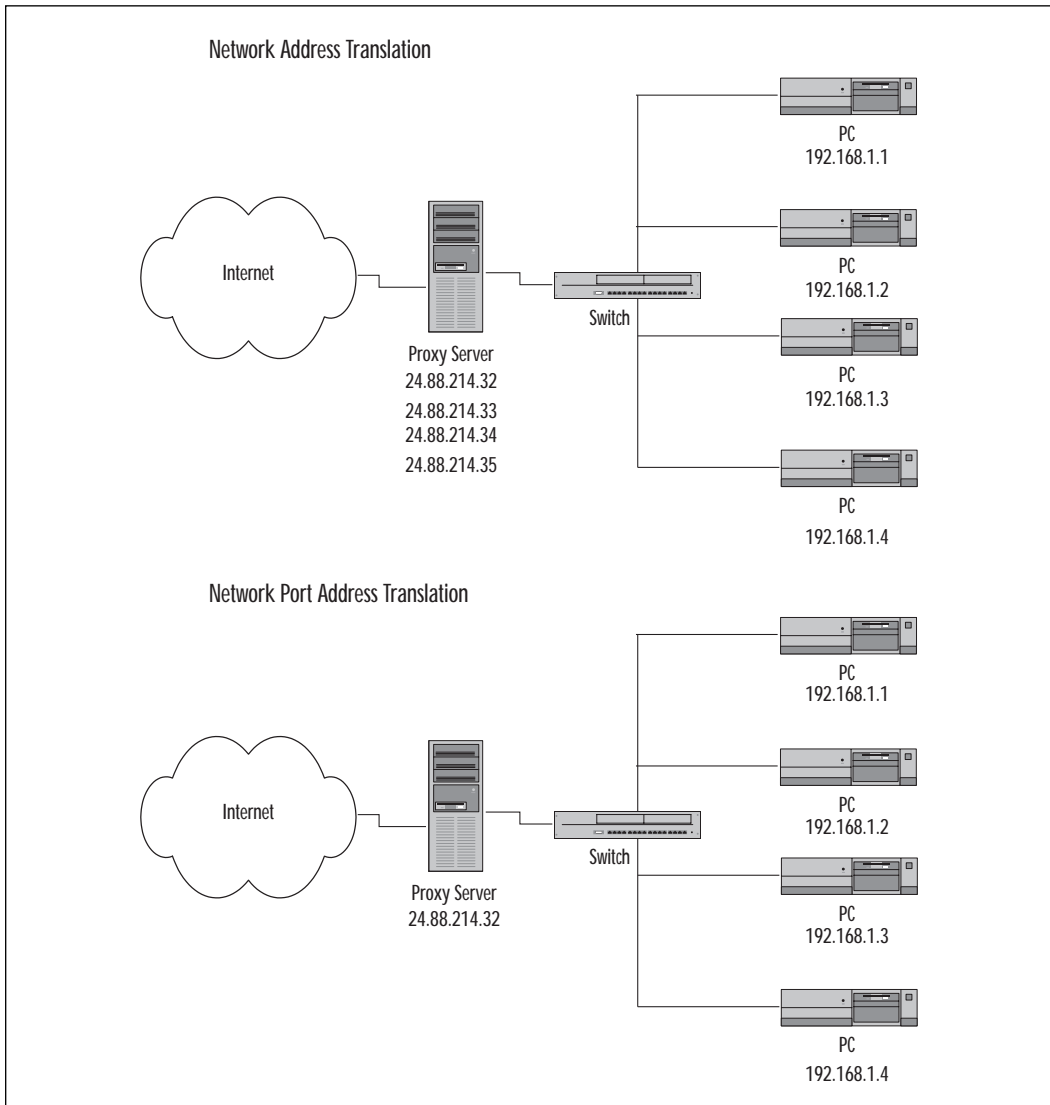 Network Address Translation
PC
192.168.1.1
PC
192.168.1.2
Internet
Switch
Proxy Server
24.88.214.32
24.88.214.33
24.88.214.34
24.88.214.35
PC
192.168.1.3
PC
192.168.1.4
Network Port Address Translation
PC
192.168.1.1
PC
192.168.1.2
Internet
Switch
Proxy Server
24.88.214.32
PC
192.168.1.3
PC
192.168.1.4